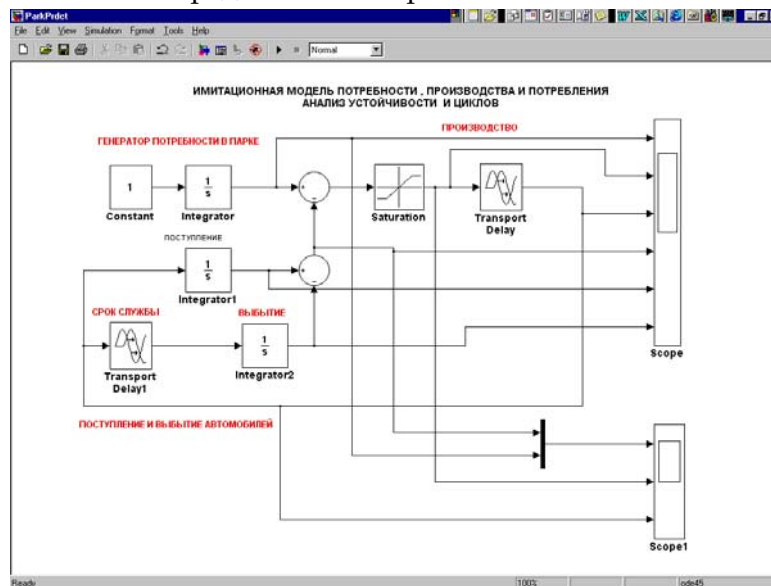 ParkPrdct
File Edit View Simulation Format Tools Help
Normal
ИМИТАЦИОННАЯ МОДЕЛЬ ПОТРЕБНОСТИ , ПРОИЗВОДСТВА И ПОТРЕБЛЕНИЯ
АНАЛИЗ УСТОЙЧИВОСТИ И ЦИКЛОВ
ПРОИЗВОДСТВО
ГЕНЕРАТОР ПОТРЕБНОСТИ В ПАРКЕ
1
1
s
Constant
Integrator
Saturation
Transport
Delay
ПОСТУПЛЕНИЕ
1
s
Integrator1
СРОК СЛУЖБЫ
ВЫБЫТИЕ
1
s
Transport
Delay1
Integrator2
Scope
ПОСТУПЛЕНИЕ И ВЫБЫТИЕ АВТОМОБИЛЕЙ
Scope1
Ready
100%
ode45